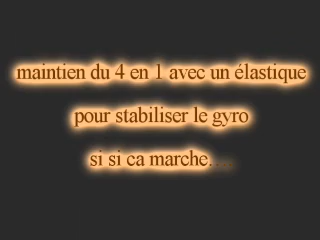 maintien du 4 en 1 avec un élastique
pour stabiliser le gyro
si si ca marche….